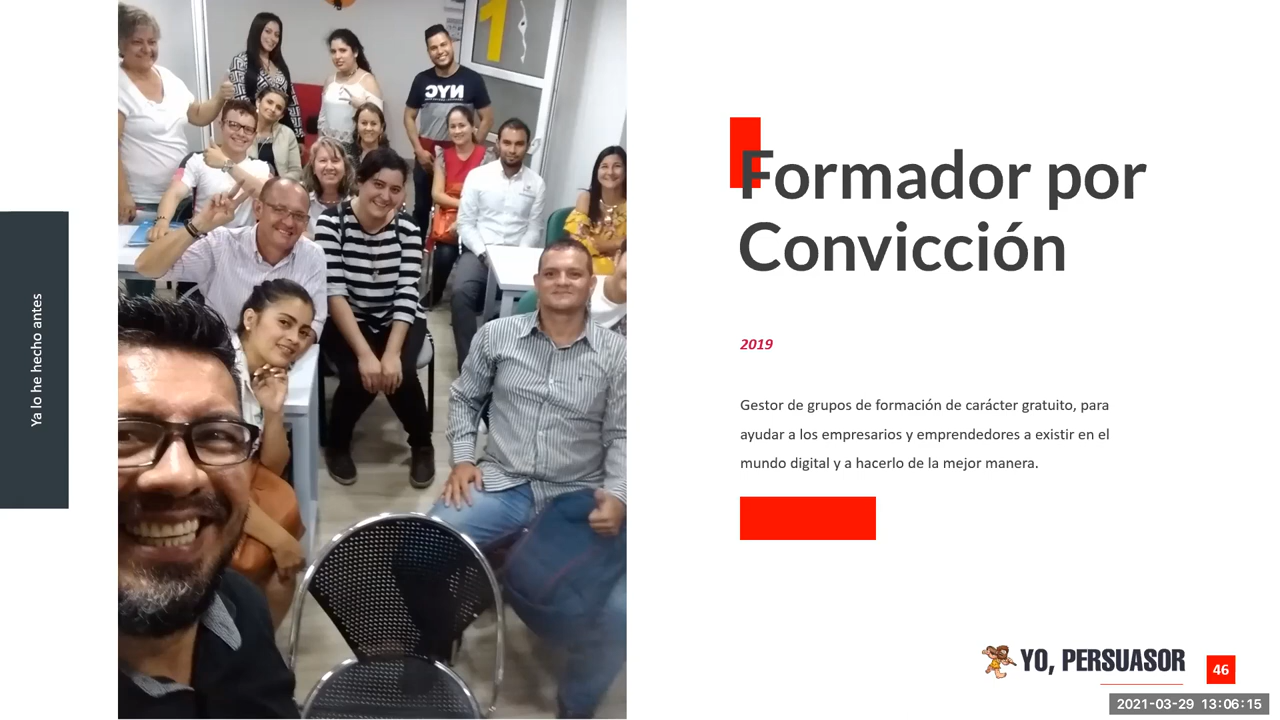 Ya lo he hecho antes
1
NYC
Formador por
Convicción
2019
Gestor de grupos de formación de carácter gratuito, para
ayudar a los empresarios y emprendedores a existir en el
mundo digital y a hacerlo de la mejor manera.
YO, PERSUASOR
46
2021-03-29 13:06:15